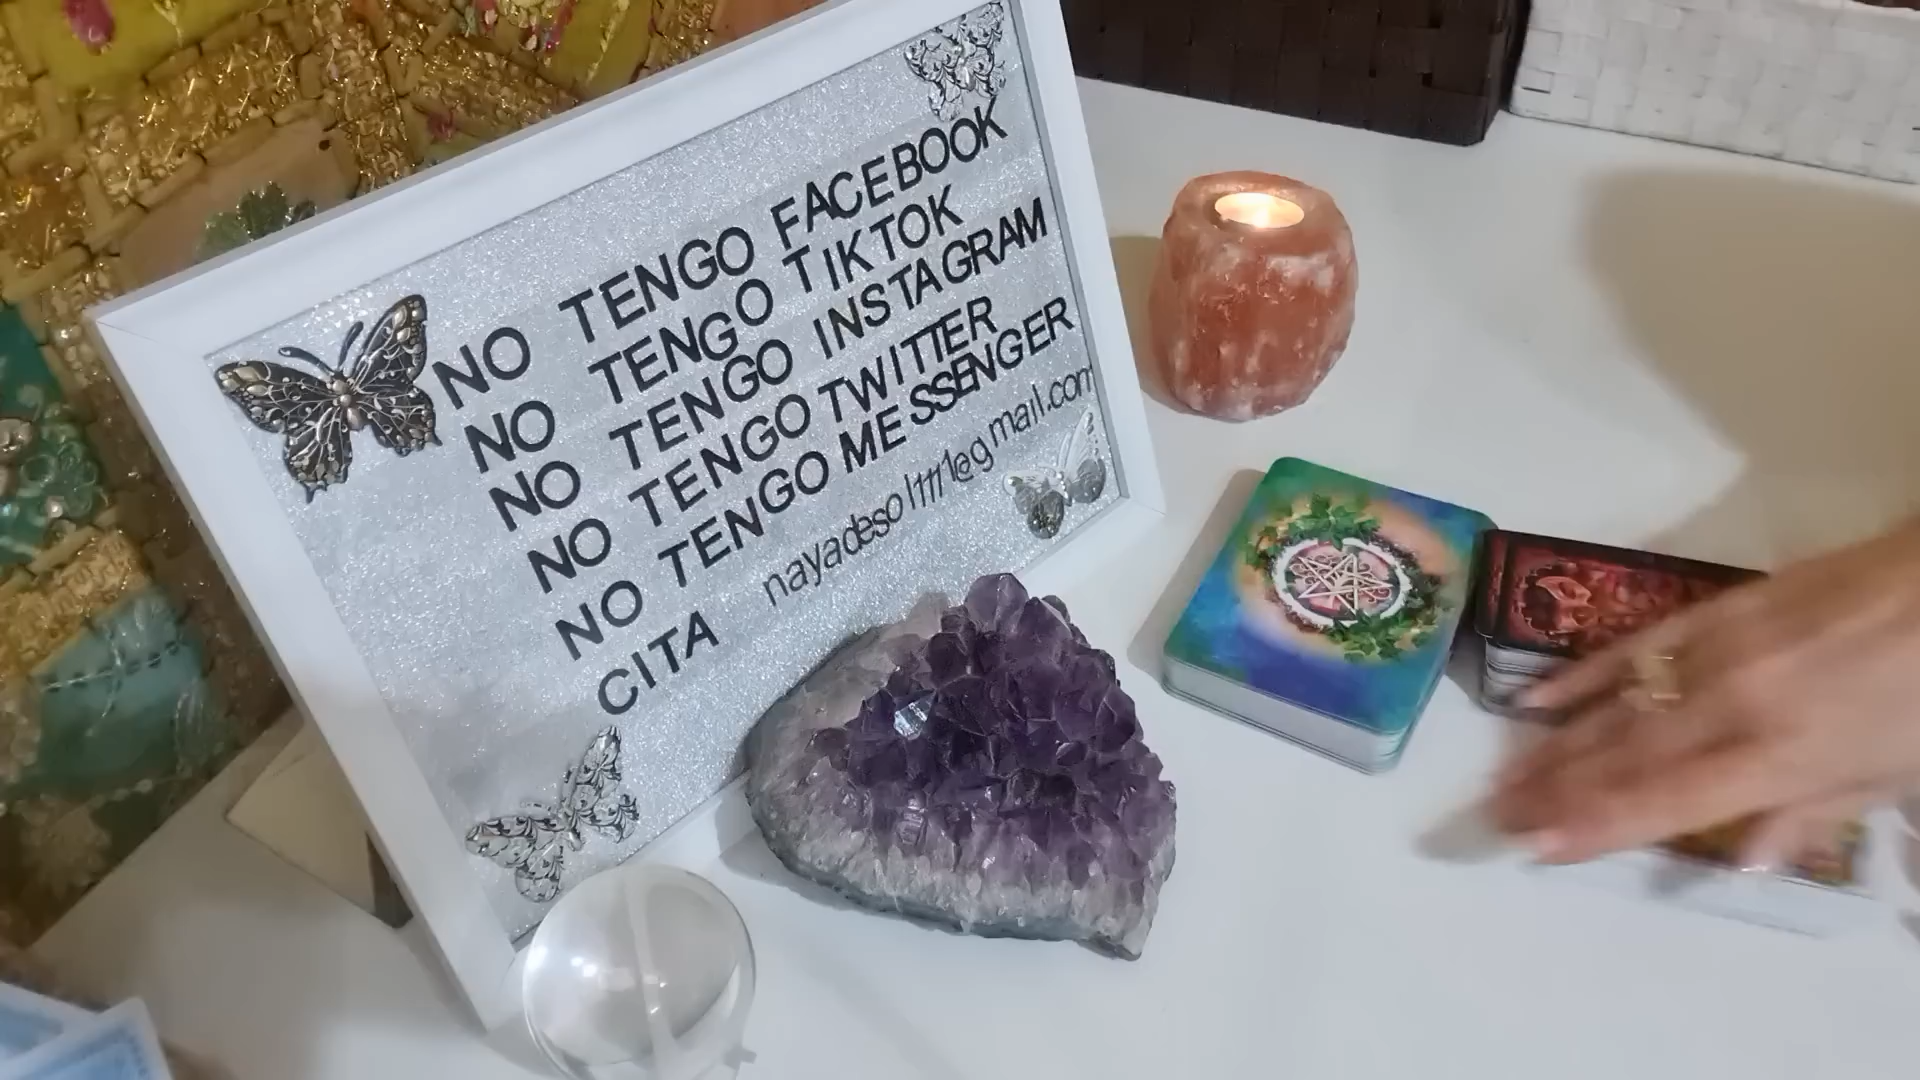 NO TENGO FACEBOOK
NO TENGO TIKTOK
NO TENGO INSTAGRAM
NO TENGO TWITTER
NO TENGO MESSENGER
CITA